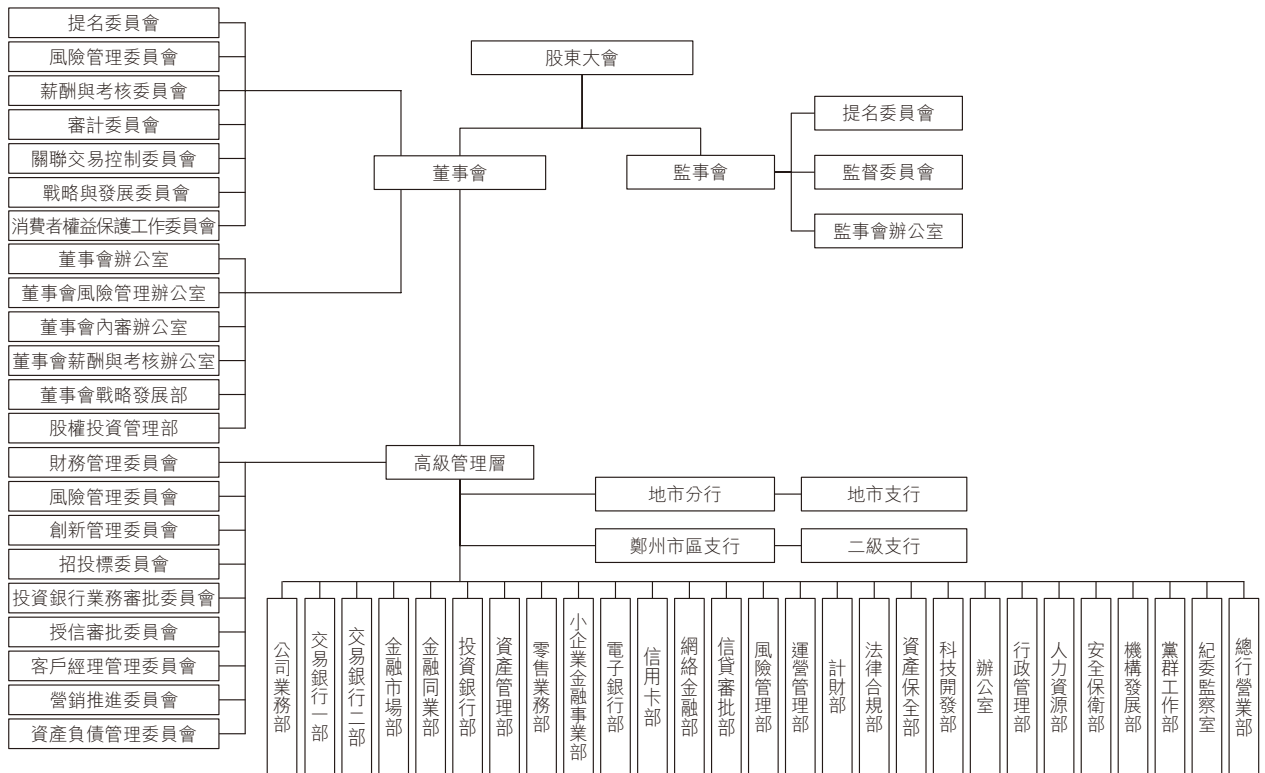 提名委員會
風險管理委員會
薪酬與考核委員會
審計委員會
關聯交易控制委員會
戰略與發展委員會
消費者權益保護工作委員會
董事會辦公室
董事會風險管理辦公室
董事會內審辦公室
董事會薪酬與考核辦公室
董事會戰略發展部
股權投資管理部
財務管理委員會
風險管理委員會
創新管理委員會
招投標委員會
投資銀行業務審批委員會
授信審批委員會
客戶經理管理委員會
營銷推進委員會
資產負債管理委員會
股東大會
董事會
監事會
提名委員會
監督委員會
監事會辦公室
高級管理層
地市分行
地市支行
鄭州市區支行
二級支行
公司業務部
交易銀行一部
交易銀行二部
金融市場部
金融同業部
投資銀行部
資產管理部
零售業務部
小企業金融事業部
電子銀行部
信用卡部
網絡金融部
信貸審批部
風險管理部
運營管理部
計財部
法律合規部
資產保全部
科技開發部
辦公室
行政管理部
人力資源部
安全保衛部
機構發展部
黨群工作部
紀委監察室
總行營業部